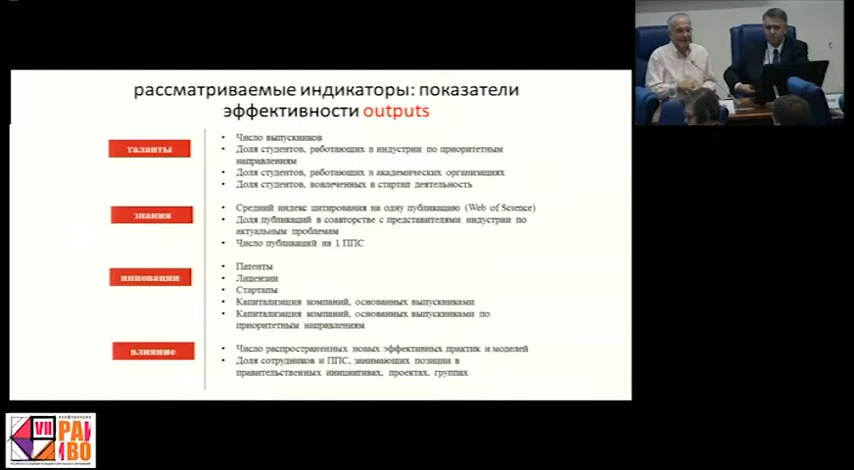 рассматриваемые индикаторы: показатели
эффективности outputs
таланты
• Число выпускников
• Доля студентов, работающих в индустрии по приоритетным
направлениям
• Доля студентов, работающих в академических организациях
• Доля студентов, вовлеченных в стартап деятельность
знания
• Средний индекс цитирования на одну публикацию (Web of Science)
• Доля публикаций в соавторстве с представителями индустрии по
актуальным проблемам
• Число публикаций на 1 ППС
инновации
• Патенты
• Лицензии
• Стартапы
• Капитализация компаний, основанных выпускниками
• Капитализация компаний, основанных выпускниками по
приоритетным направлениям
влияние
• Число распространенных новых эффективных практик и моделей
• Доля сотрудников и ППС, занимающих позиции в
правительственных инициативах, проектах, группах
VII
конференция
РАИ
ИВО